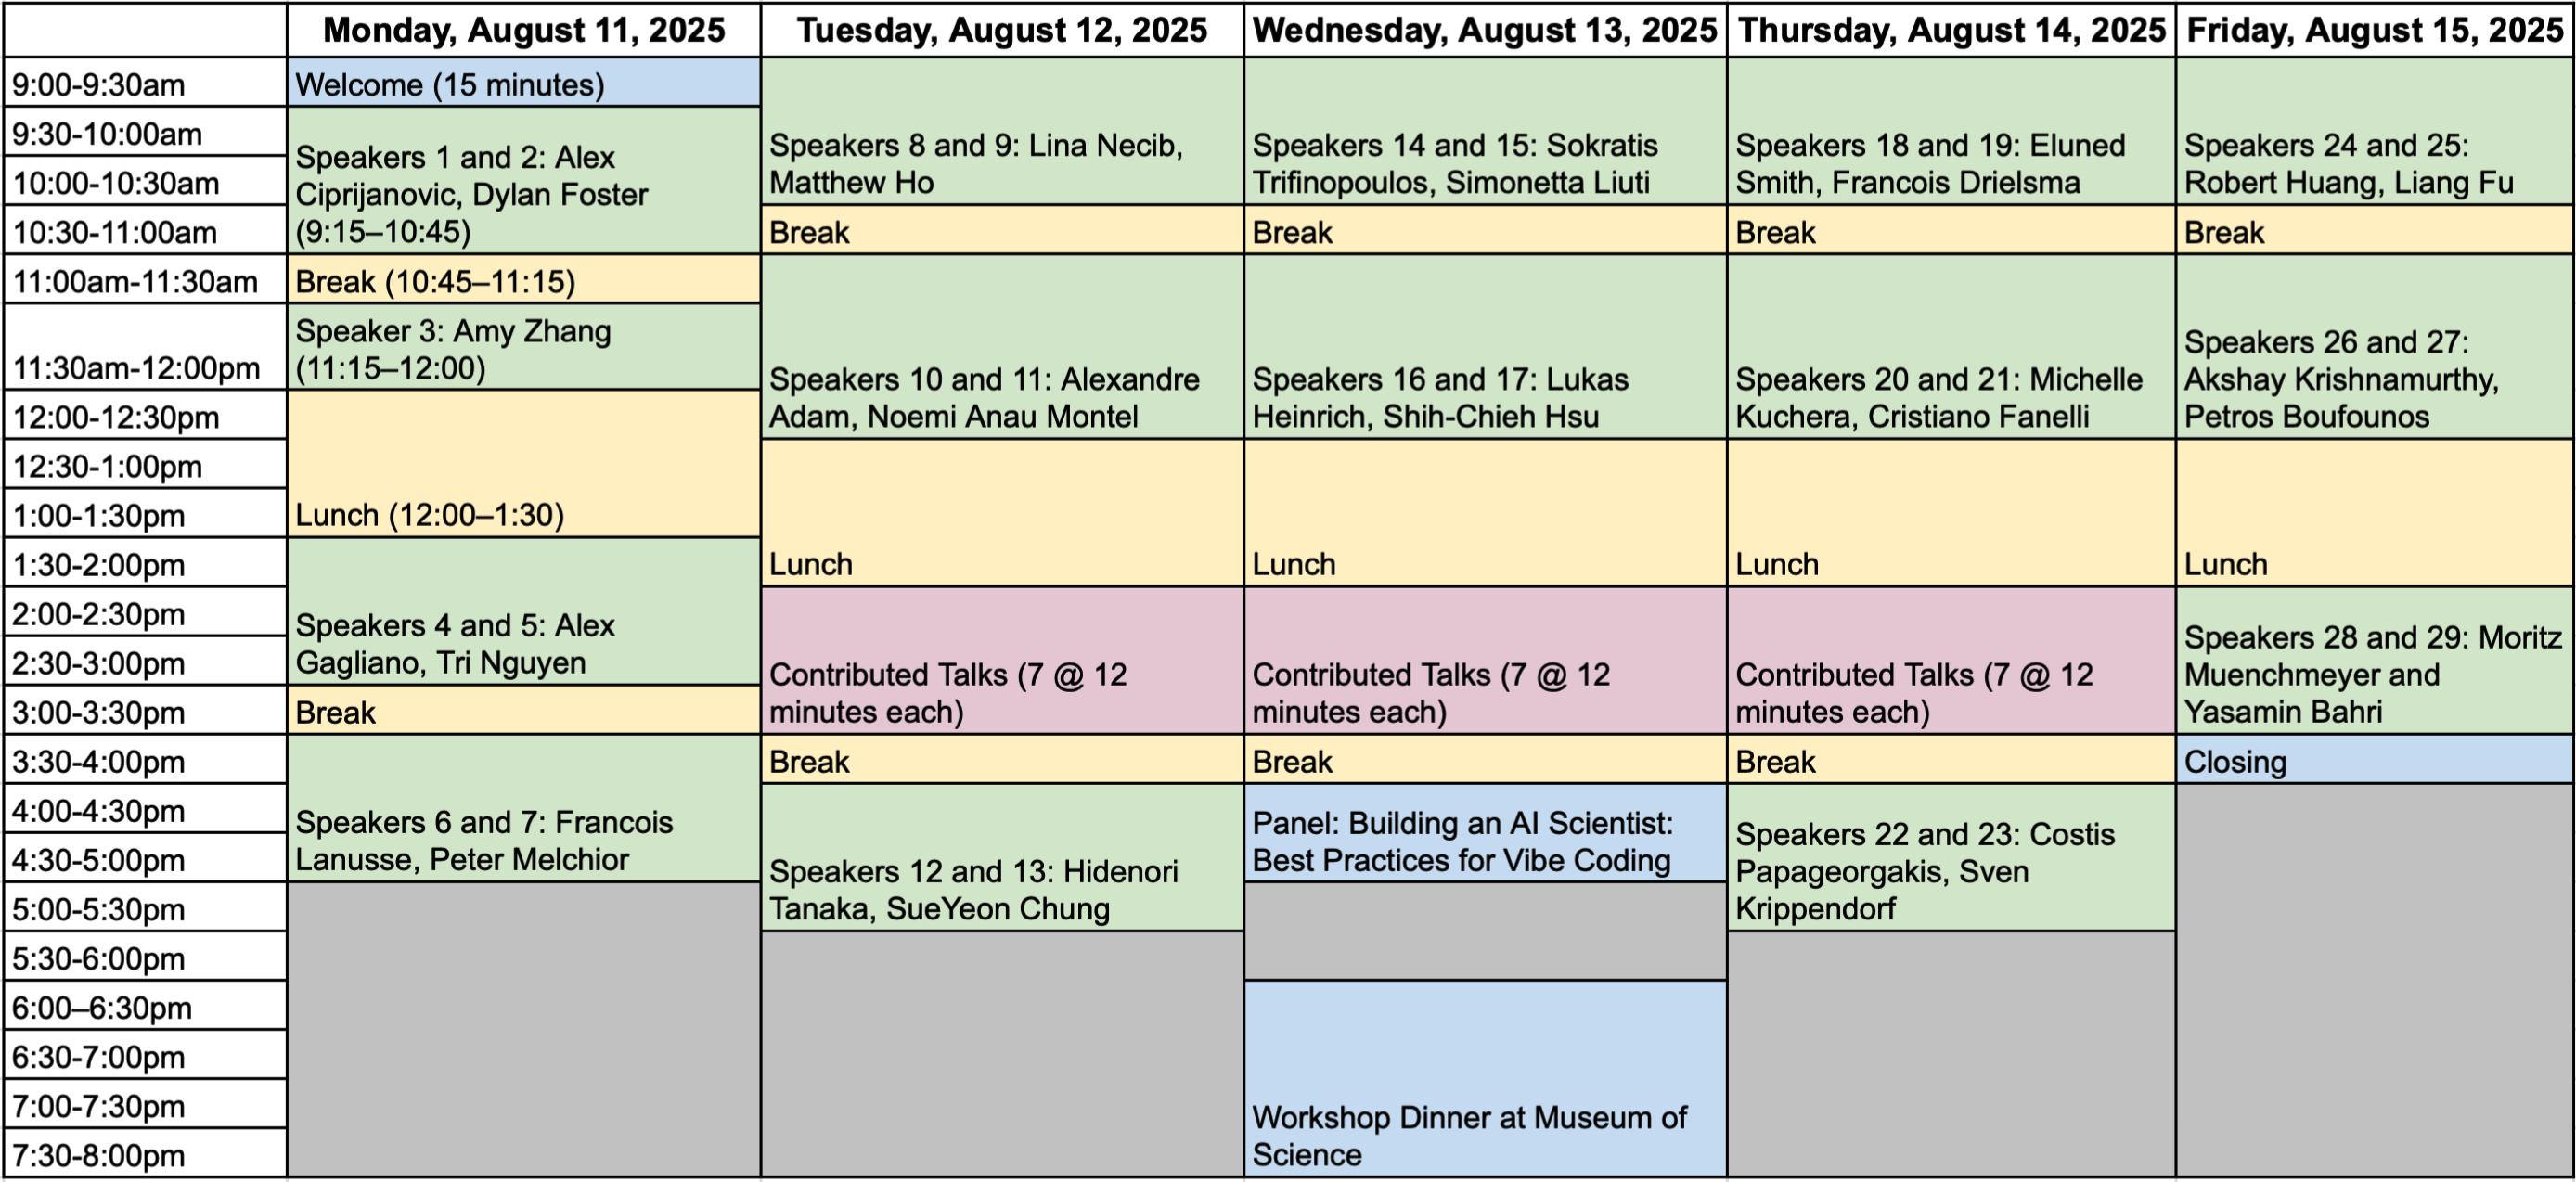 Monday, August 11, 2025
Tuesday, August 12, 2025
Wednesday, August 13, 2025
Thursday, August 14, 2025
Friday, August 15, 2025
9:00-9:30am
9:30-10:00am
10:00-10:30am
10:30-11:00am
11:00am-11:30am
11:30am-12:00pm
12:00-12:30pm
12:30-1:00pm
1:00-1:30pm
1:30-2:00pm
2:00-2:30pm
2:30-3:00pm
3:00-3:30pm
3:30-4:00pm
4:00-4:30pm
4:30-5:00pm
5:00-5:30pm
5:30-6:00pm
6:00–6:30pm
6:30-7:00pm
7:00-7:30pm
7:30-8:00pm
Welcome (15 minutes)
Speakers 1 and 2: Alex
Ciprijanovic, Dylan Foster
(9:15–10:45)
Break (10:45–11:15)
Speaker 3: Amy Zhang
(11:15–12:00)
Lunch (12:00–1:30)
Speakers 4 and 5: Alex
Gagliano, Tri Nguyen
Break
Speakers 6 and 7: Francois
Lanusse, Peter Melchior
Speakers 8 and 9: Lina Necib,
Matthew Ho
Break
Speakers 10 and 11: Alexandre
Adam, Noemi Anau Montel
Lunch
Contributed Talks (7 @ 12
minutes each)
Break
Speakers 12 and 13: Hidenori
Tanaka, SueYeon Chung
Speakers 14 and 15: Sokratis
Trifinopoulos, Simonetta Liuti
Break
Speakers 16 and 17: Lukas
Heinrich, Shih-Chieh Hsu
Lunch
Contributed Talks (7 @ 12
minutes each)
Break
Panel: Building an AI Scientist:
Best Practices for Vibe Coding
Workshop Dinner at Museum of
Science
Speakers 18 and 19: Eluned
Smith, Francois Drielsma
Break
Speakers 20 and 21: Michelle
Kuchera, Cristiano Fanelli
Lunch
Contributed Talks (7 @ 12
minutes each)
Break
Speakers 22 and 23: Costis
Papageorgakis, Sven
Krippendorf
Speakers 24 and 25:
Robert Huang, Liang Fu
Break
Speakers 26 and 27:
Akshay Krishnamurthy,
Petros Boufounos
Lunch
Speakers 28 and 29: Moritz
Muenchmeyer and
Yasamin Bahri
Closing